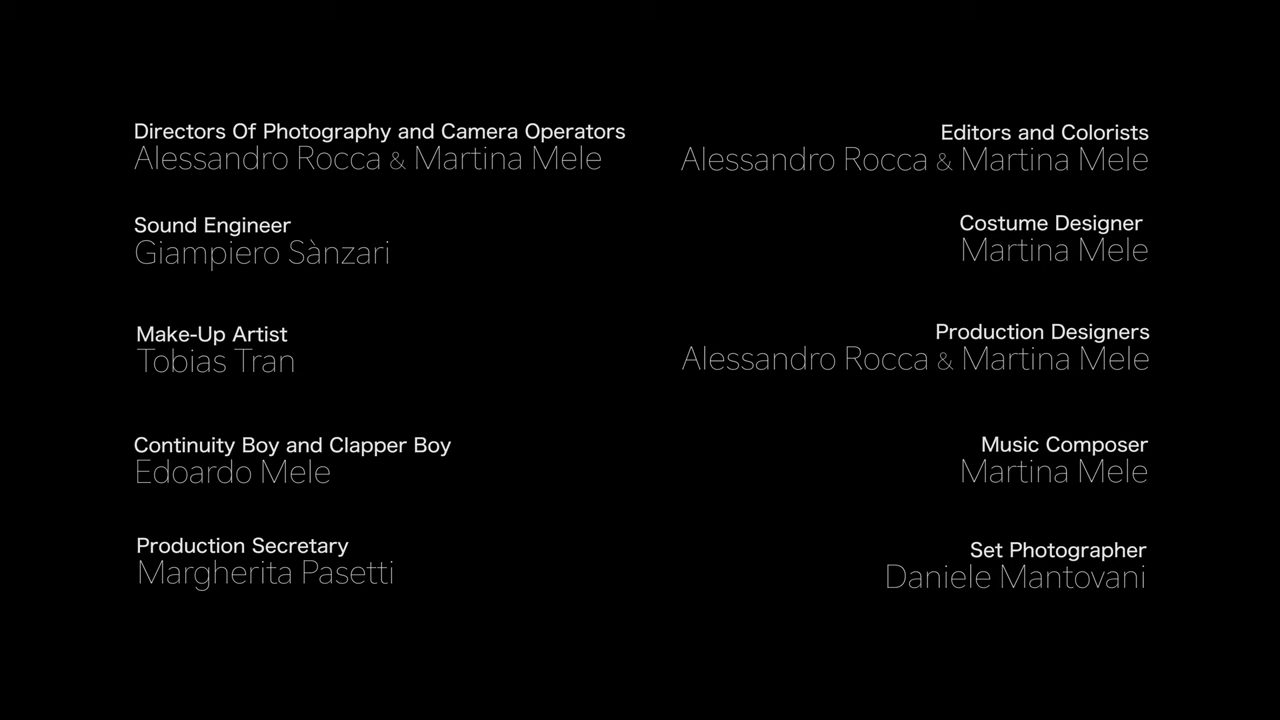 Directors Of Photography and Camera Operators
Alessandro Rocca & Martina Mele
Sound Engineer
Giampiero Sànzari
Make-Up Artist
Tobias Tran
Continuity Boy and Clapper Boy
Edoardo Mele
Production Secretary
Margherita Pasetti
Editors and Colorists
Alessandro Rocca & Martina Mele
Costume Designer
Martina Mele
Production Designers
Alessandro Rocca & Martina Mele
Music Composer
Martina Mele
Set Photographer
Daniele Mantovani